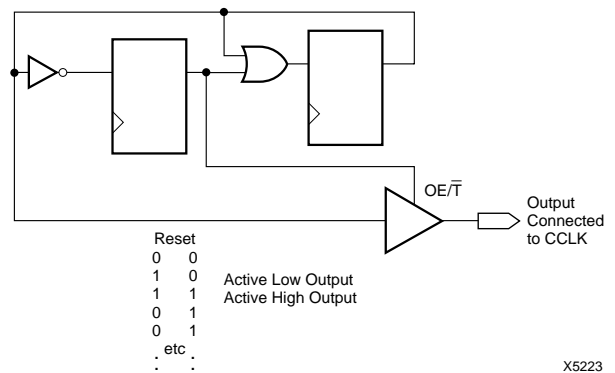 OE/T̅
Output
Connected
to CCLK
Reset
0 0
1 0
1 1
0 1
0 1
etc
. .
. .
Active Low Output
Active High Output
X5223